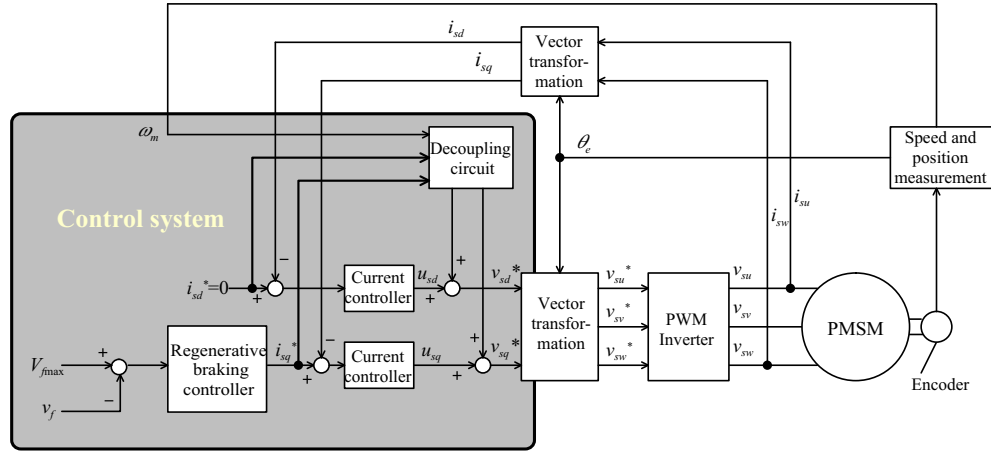 i_sd
i_sq
Vector
transfor-
mation
ω_m
Decoupling
circuit
θ_e
Speed and
position
measurement
i_su
i_sw
Control system
−
i_sd*=0
+
Current
controller
u_sd
+
+
v_sd*
Vector
transfor-
mation
v_su*
v_sv*
v_sw*
PWM
Inverter
v_su
v_sv
v_sw
PMSM
Encoder
V_fmax
+
v_f
−
Regenerative
braking
controller
i_sq*
−
+
Current
controller
u_sq
+
+
v_sq*